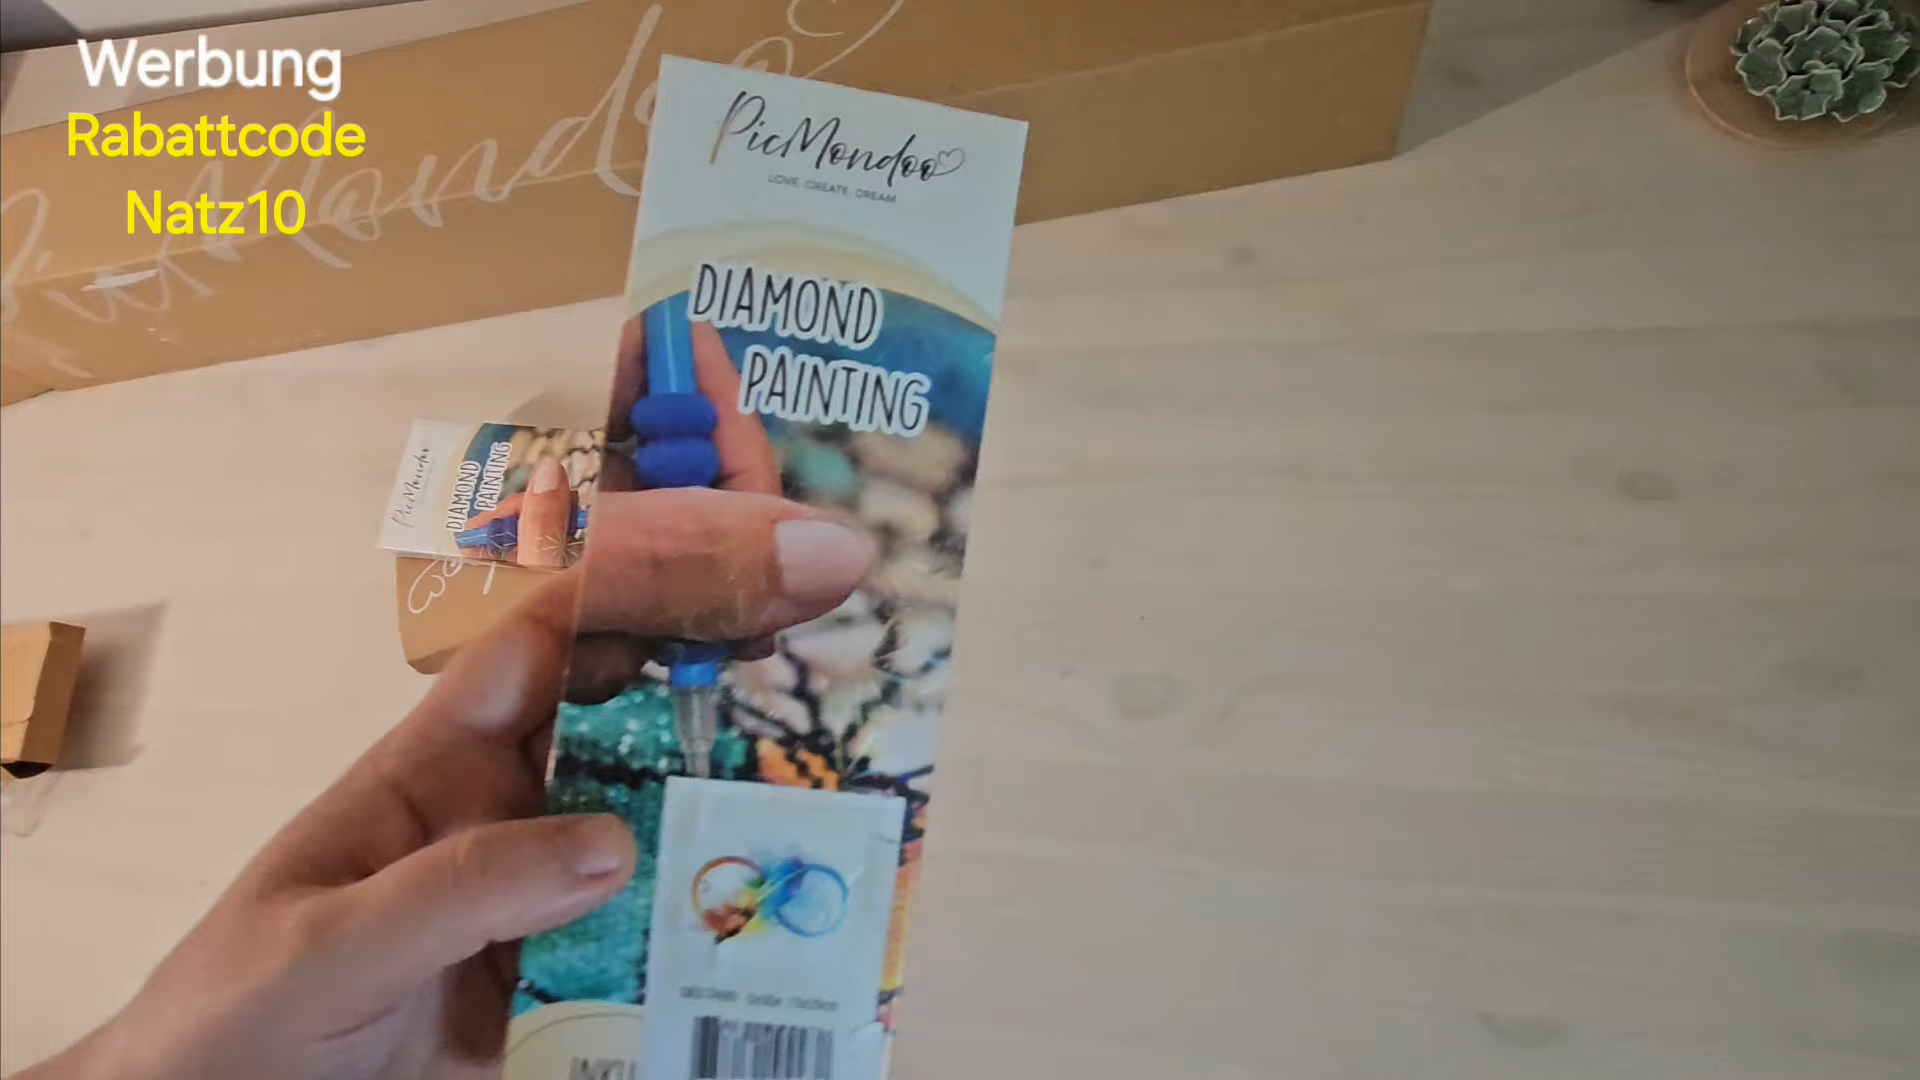 Werbung
Rabattcode
Natz10
PicMondoo
LOVE. CREATE. DREAM
DIAMOND
PAINTING
PicMondoo
DIAMOND
PAINTING